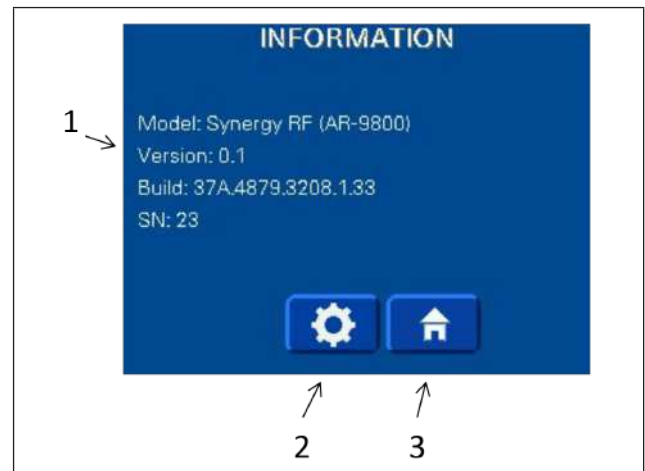 INFORMATION
1
Model: Synergy RF (AR-9800)
Version: 0.1
Build: 37A.4879.3208.1.33
SN: 23
2 3